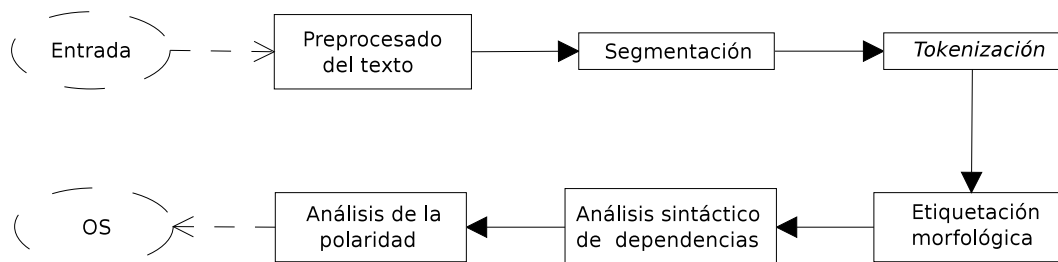 Entrada
Preprocesado
del texto
Segmentación
Tokenización
Etiquetación
morfológica
Análisis sintáctico
de dependencias
Análisis de la
polaridad
OS